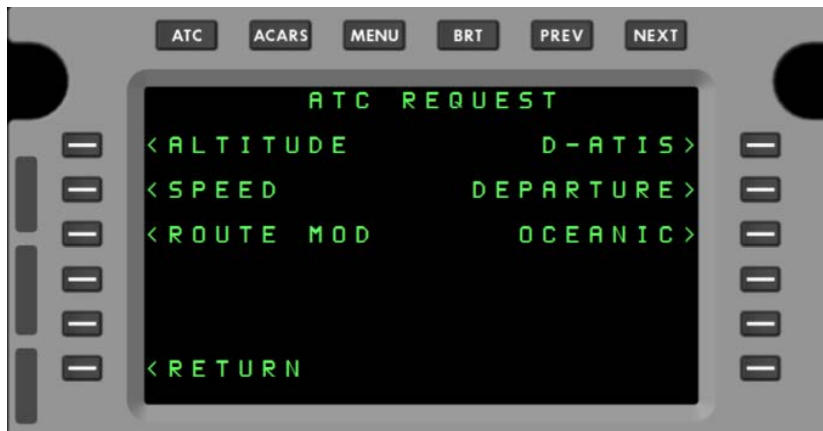 ATC ACARS MENU BRT PREV NEXT
ATC REQUEST
<ALTITUDE D-ATIS>
<SPEED DEPARTURE>
<ROUTE MOD OCEANIC>
<RETURN